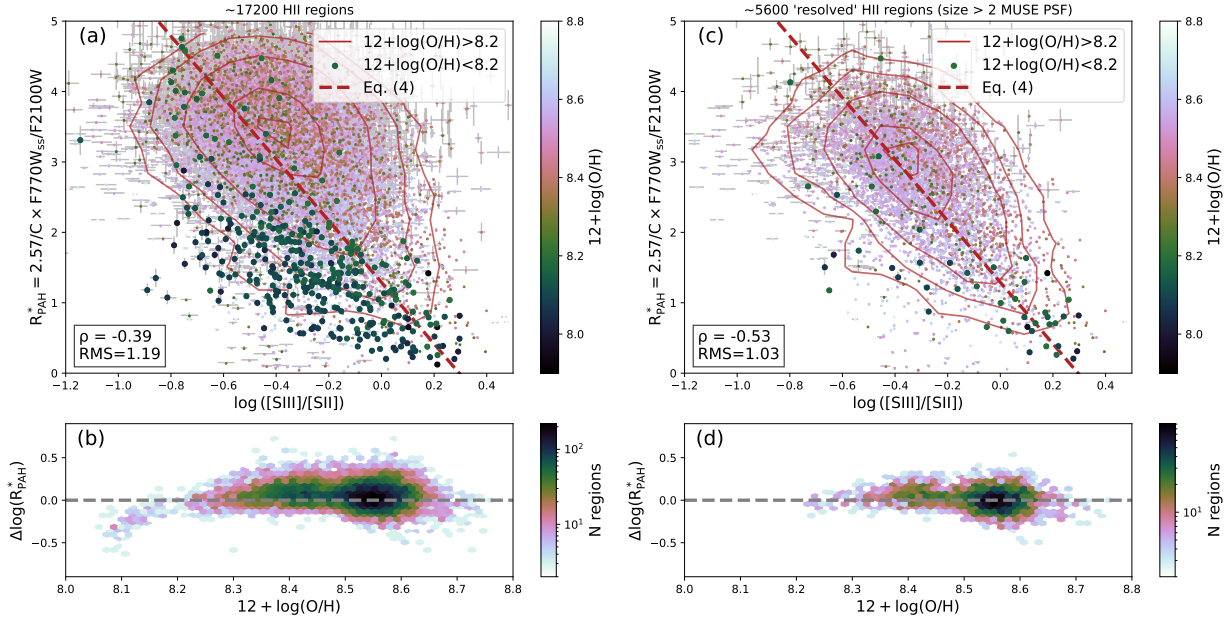 ~17200 HII regions
(a)
12+log(O/H)>8.2
12+log(O/H)<8.2
Eq. (4)
ρ = -0.39
RMS=1.19
R*PAH = 2.57/C × F770Wss/F2100W
5
4
3
2
1
0
−1.2 −1.0 −0.8 −0.6 −0.4 −0.2 0.0 0.2 0.4
log ([SIII]/[SII])
8.8
8.6
8.4
8.2
8.0
12+log(O/H)
~5600 'resolved' HII regions (size > 2 MUSE PSF)
(c)
12+log(O/H)>8.2
12+log(O/H)<8.2
Eq. (4)
ρ = -0.53
RMS=1.03
R*PAH = 2.57/C × F770Wss/F2100W
5
4
3
2
1
0
−1.2 −1.0 −0.8 −0.6 −0.4 −0.2 0.0 0.2 0.4
log ([SIII]/[SII])
8.8
8.6
8.4
8.2
8.0
12+log(O/H)
(b)
Δlog(R*PAH)
0.5
0.0
−0.5
8.0 8.1 8.2 8.3 8.4 8.5 8.6 8.7 8.8
12 + log(O/H)
10²
10¹
N regions
(d)
Δlog(R*PAH)
0.5
0.0
−0.5
8.0 8.1 8.2 8.3 8.4 8.5 8.6 8.7 8.8
12 + log(O/H)
10¹
N regions